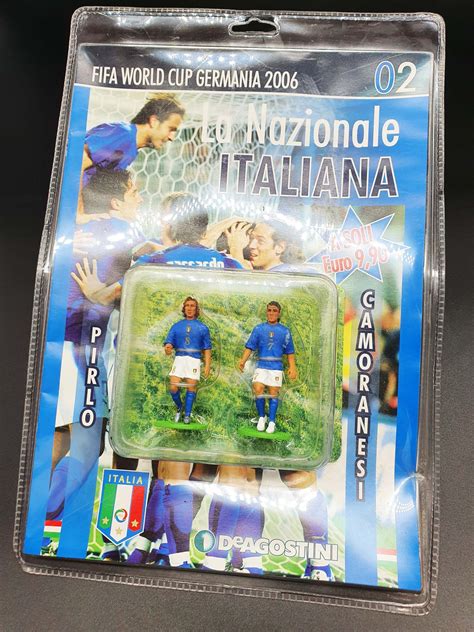 FIFA WORLD CUP GERMANIA 2006
02
La Nazionale
ITALIANA
A SOLI
Euro 9,90
PIRLO
CAMORANESI
ITALIA
DeAGOSTINI